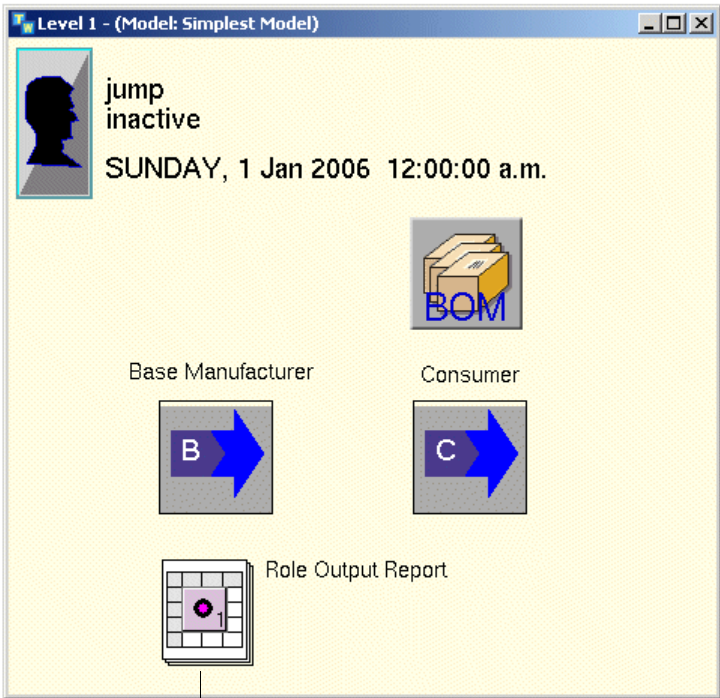 Tw Level 1 - (Model: Simplest Model)
jump
inactive
SUNDAY, 1 Jan 2006 12:00:00 a.m.
BOM
Base Manufacturer
Consumer
B
C
Role Output Report
1